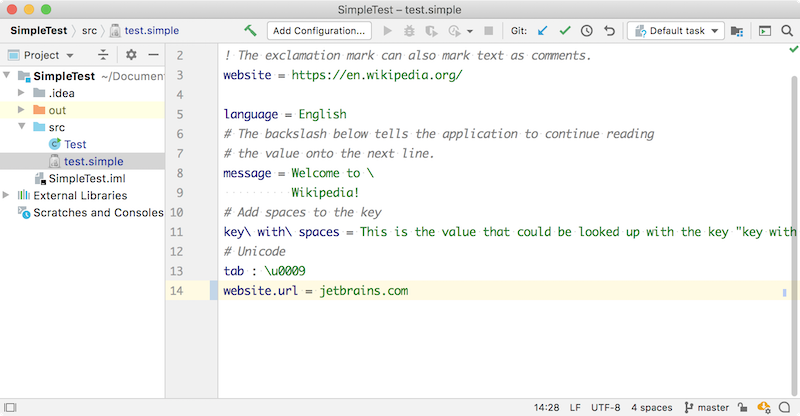 SimpleTest – test.simple
SimpleTest src test.simple Add Configuration... Git: Default task
Project
SimpleTest ~/Document
.idea
out
src
Test
test.simple
SimpleTest.iml
External Libraries
Scratches and Consoles
2 ! The exclamation mark can also mark text as comments.
3 website = https://en.wikipedia.org/
4
5 language = English
6 # The backslash below tells the application to continue reading
7 # the value onto the next line.
8 message = Welcome to \
9 Wikipedia!
10 # Add spaces to the key
11 key\ with\ spaces = This is the value that could be looked up with the key "key with
12 # Unicode
13 tab : \u0009
14 website.url = jetbrains.com
14:28 LF UTF-8 4 spaces master